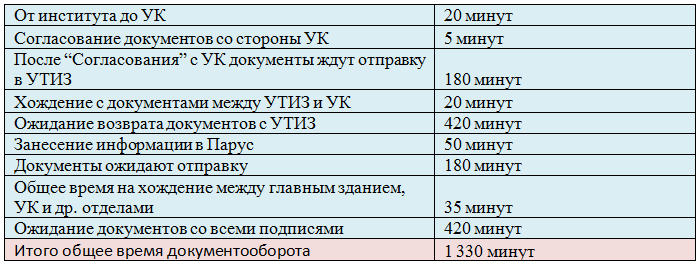 От института до УК 20 минут
Согласование документов со стороны УК 5 минут
После “Согласования” с УК документы ждут отправку
в УТИЗ 180 минут
Хождение с документами между УТИЗ и УК 20 минут
Ожидание возврата документов с УТИЗ 420 минут
Занесение информации в Парус 50 минут
Документы ожидают отправку 180 минут
Общее время на хождение между главным зданием,
УК и др. отделами 35 минут
Ожидание документов со всеми подписями 420 минут
Итого общее время документооборота 1 330 минут